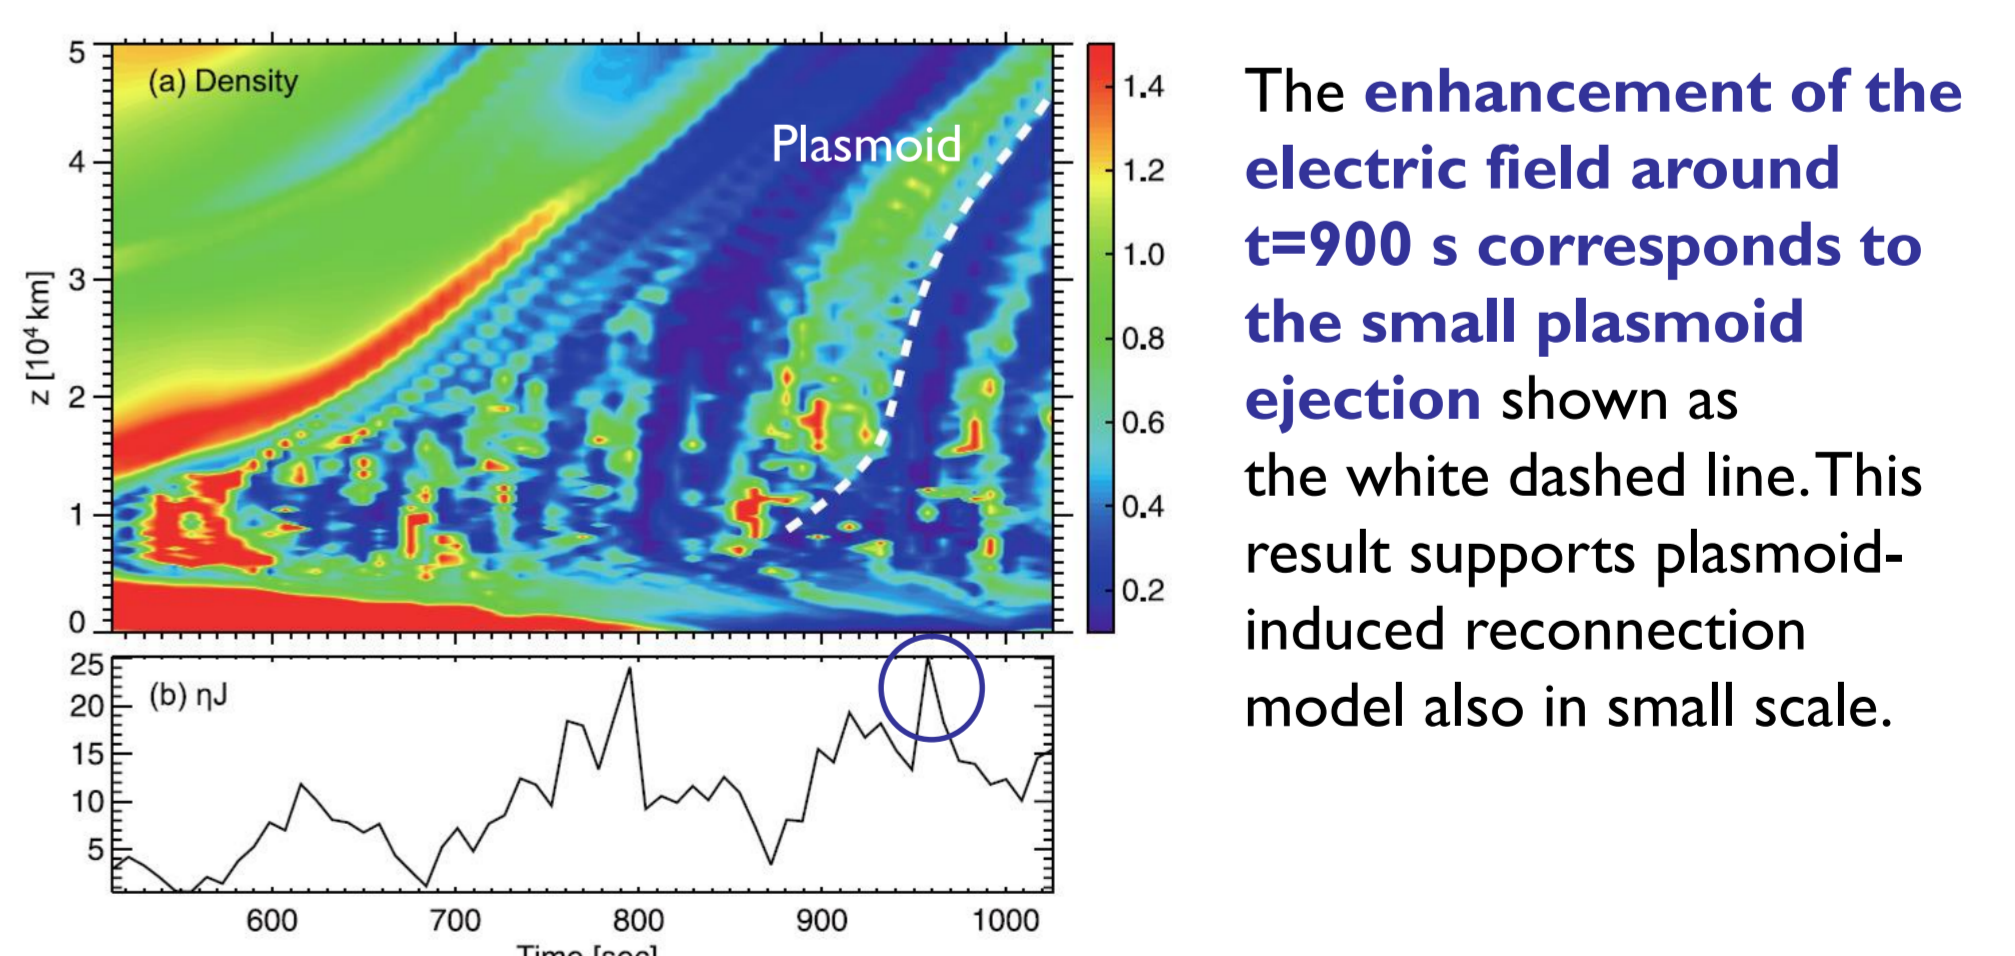 (a) Density
Plasmoid
5
4
3
2
1
0
z [10⁴ km]
1.4
1.2
1.0
0.8
0.6
0.4
0.2
(b) ηJ
25
20
15
10
5
600 700 800 900 1000
Time [sec]
The enhancement of the
electric field around
t=900 s corresponds to
the small plasmoid
ejection shown as
the white dashed line. This
result supports plasmoid-
induced reconnection
model also in small scale.